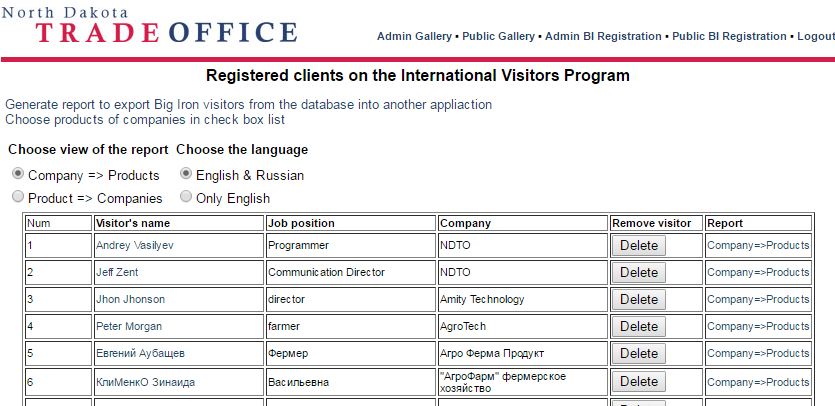 North Dakota
TRADE OFFICE
Admin Gallery • Public Gallery • Admin BI Registration • Public BI Registration • Logout
Registered clients on the International Visitors Program
Generate report to export Big Iron visitors from the database into another appliaction
Choose products of companies in check box list
Choose view of the report Choose the language
Company => Products English & Russian
Product => Companies Only English
Num Visitor's name Job position Company Remove visitor Report
1 Andrey Vasilyev Programmer NDTO Delete Company=>Products
2 Jeff Zent Communication Director NDTO Delete Company=>Products
3 Jhon Jhonson director Amity Technology Delete Company=>Products
4 Peter Morgan farmer AgroTech Delete Company=>Products
5 Евгений Аубащев Фермер Агро Ферма Продукт Delete Company=>Products
6 КлиМенкО Зинаида Васильевна "АгроФарм" фермерское хозяйство Delete Company=>Products